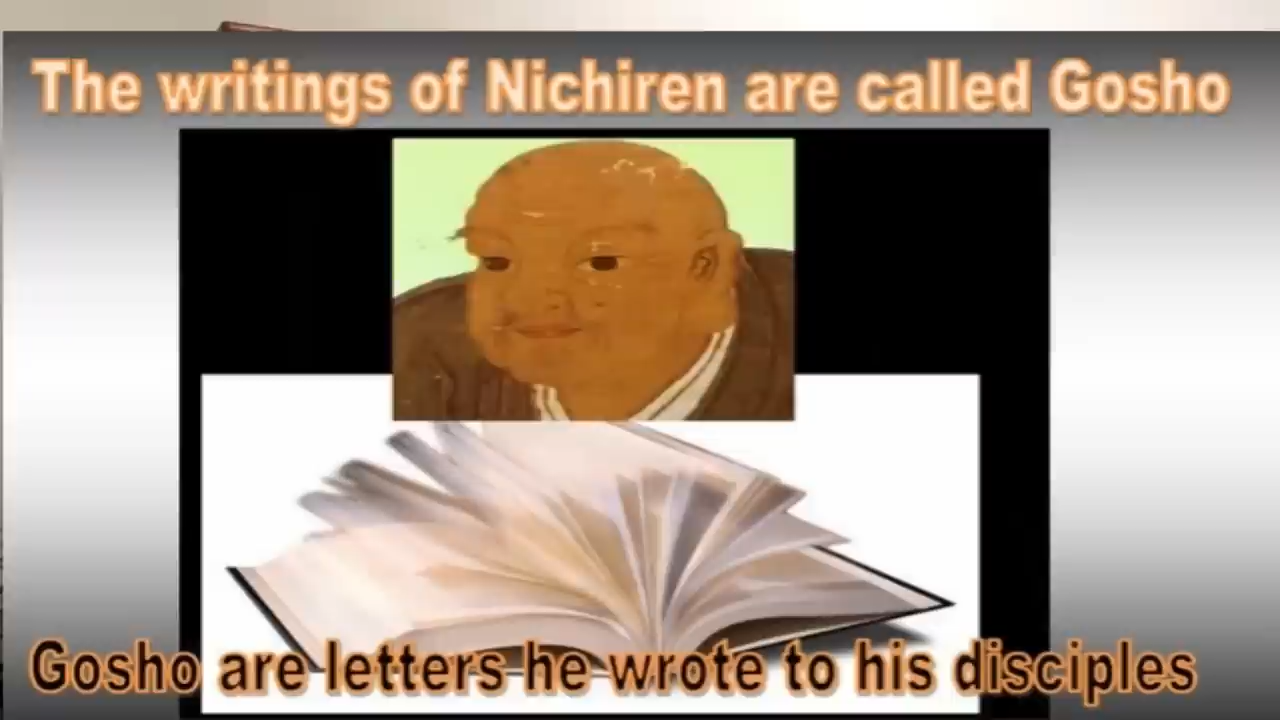 The writings of Nichiren are called Gosho
Gosho are letters he wrote to his disciples